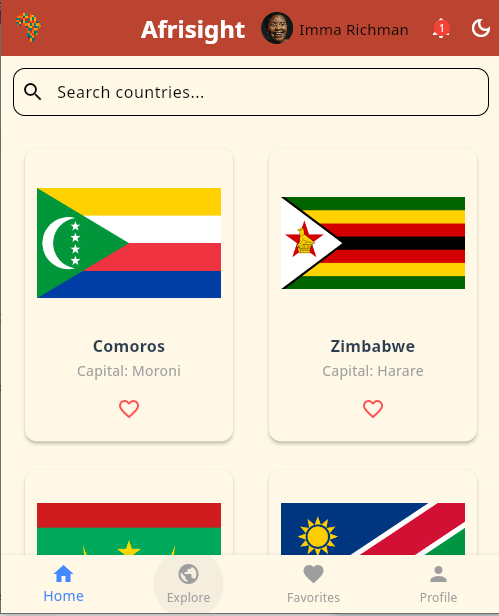 Afrisight
Imma Richman
1
Search countries...
Comoros
Capital: Moroni
Zimbabwe
Capital: Harare
Home
Explore
Favorites
Profile